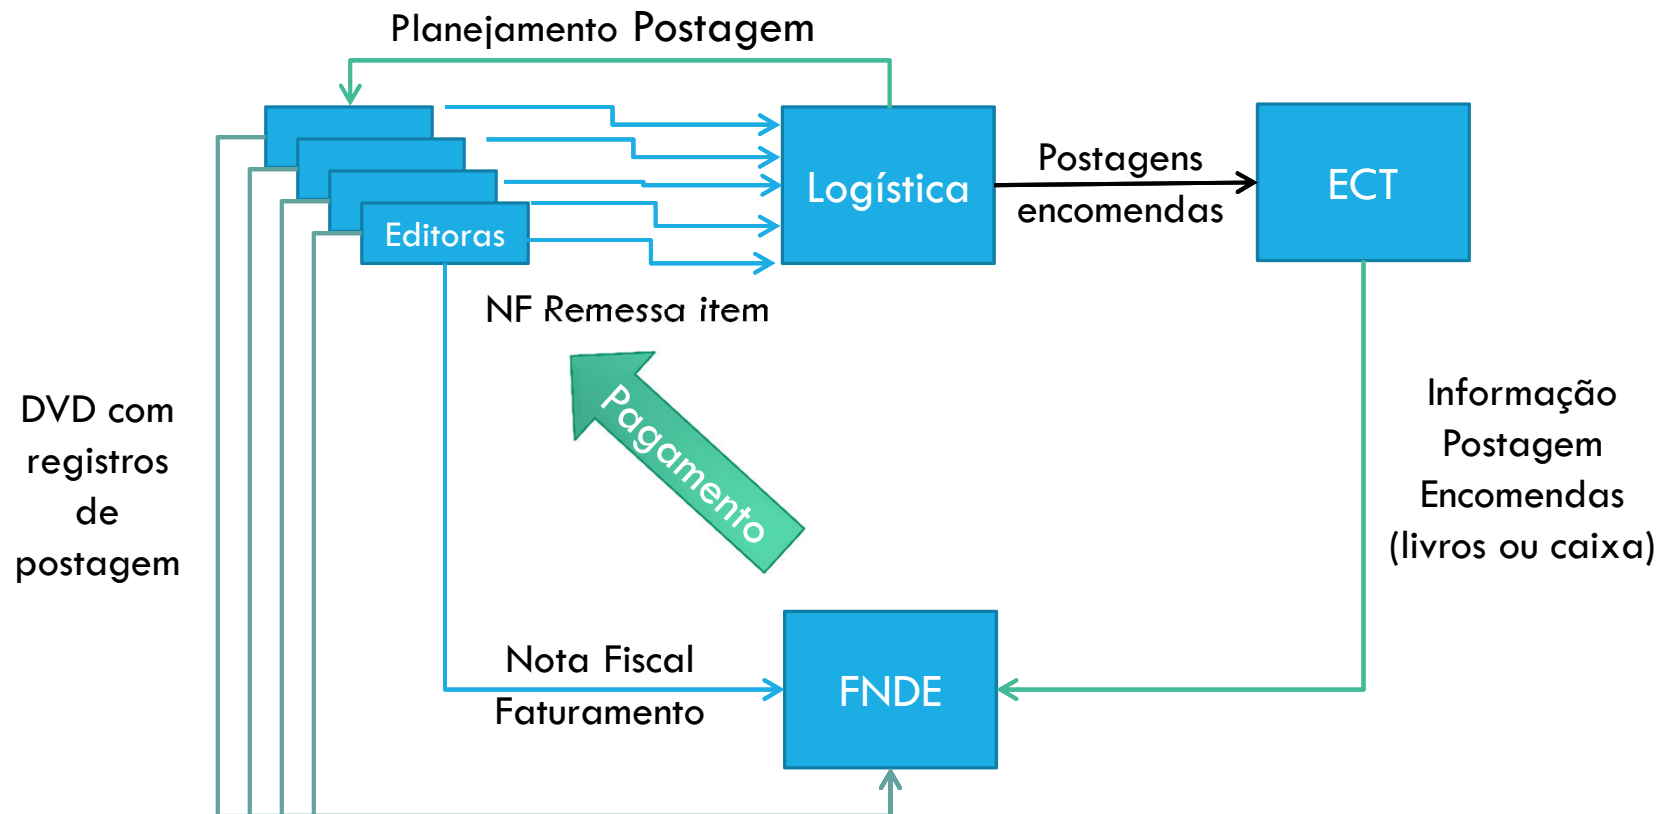 Planejamento Postagem
Editoras
Logística
Postagens
encomendas
ECT
NF Remessa item
Pagamento
DVD com
registros
de
postagem
Informação
Postagem
Encomendas
(livros ou caixa)
Nota Fiscal
Faturamento
FNDE